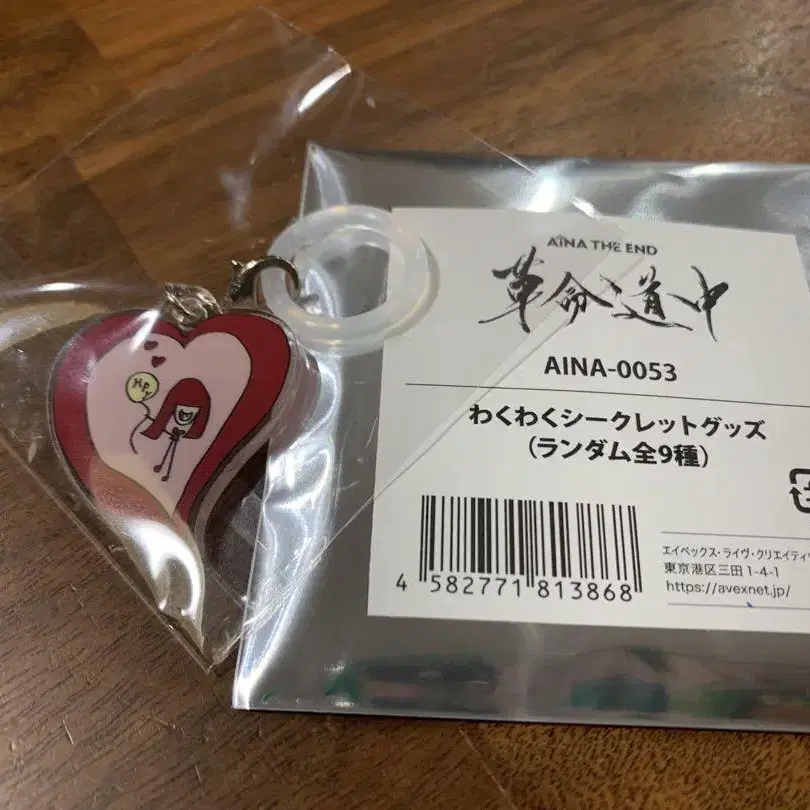 AiNA THE END
革命道中
AINA-0053
わくわくシークレットグッズ
(ランダム全9種)
4 582771 813868
エイベックス・ライヴ・クリエイティ
東京港区三田1-4-1
https://avexnet.jp/